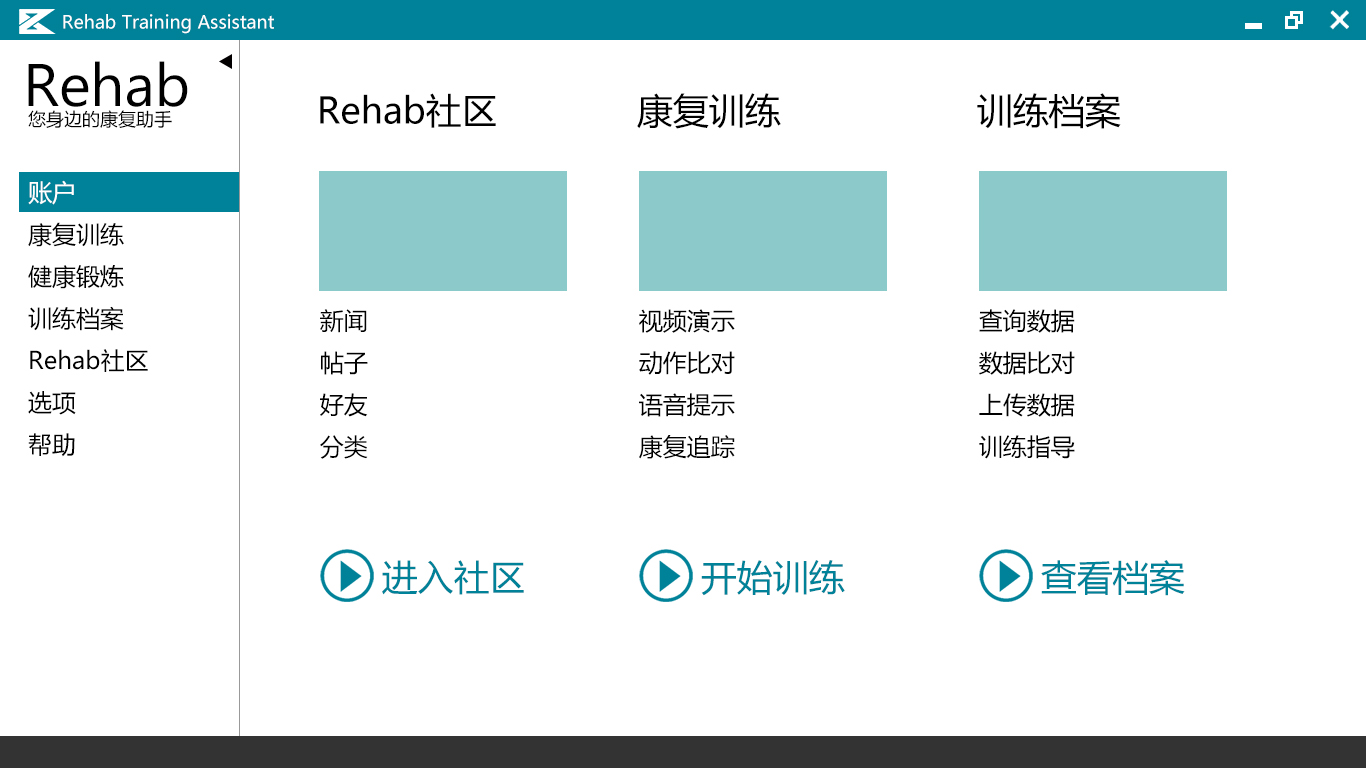 Rehab Training Assistant
Rehab
您身边的康复助手
账户
康复训练
健康锻炼
训练档案
Rehab社区
选项
帮助
Rehab社区
新闻
帖子
好友
分类
进入社区
康复训练
视频演示
动作比对
语音提示
康复追踪
开始训练
训练档案
查询数据
数据比对
上传数据
训练指导
查看档案